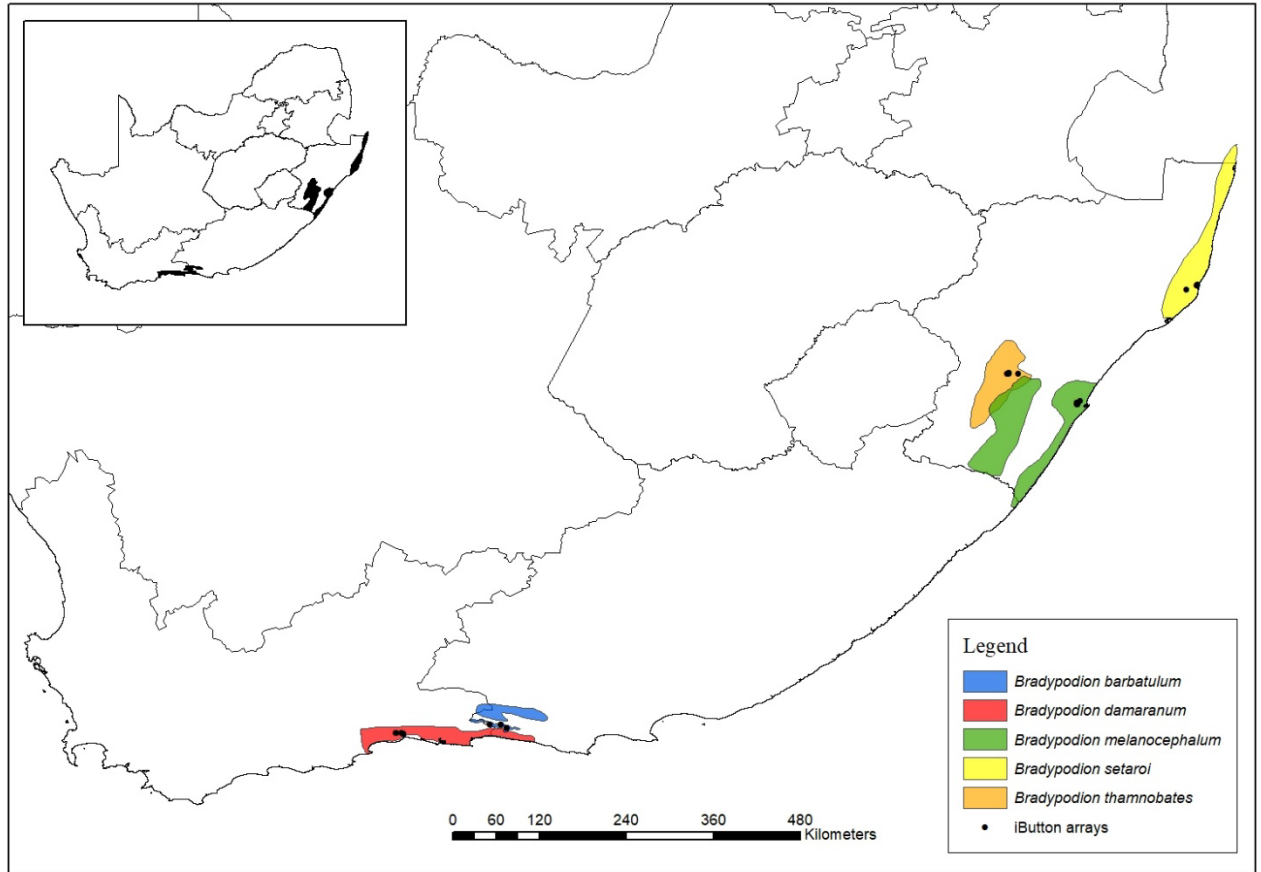 Legend
Bradypodion barbatulum
Bradypodion damaranum
Bradypodion melanocephalum
Bradypodion setaroi
Bradypodion thamnobates
iButton arrays
0 60 120 240 360 480
Kilometers